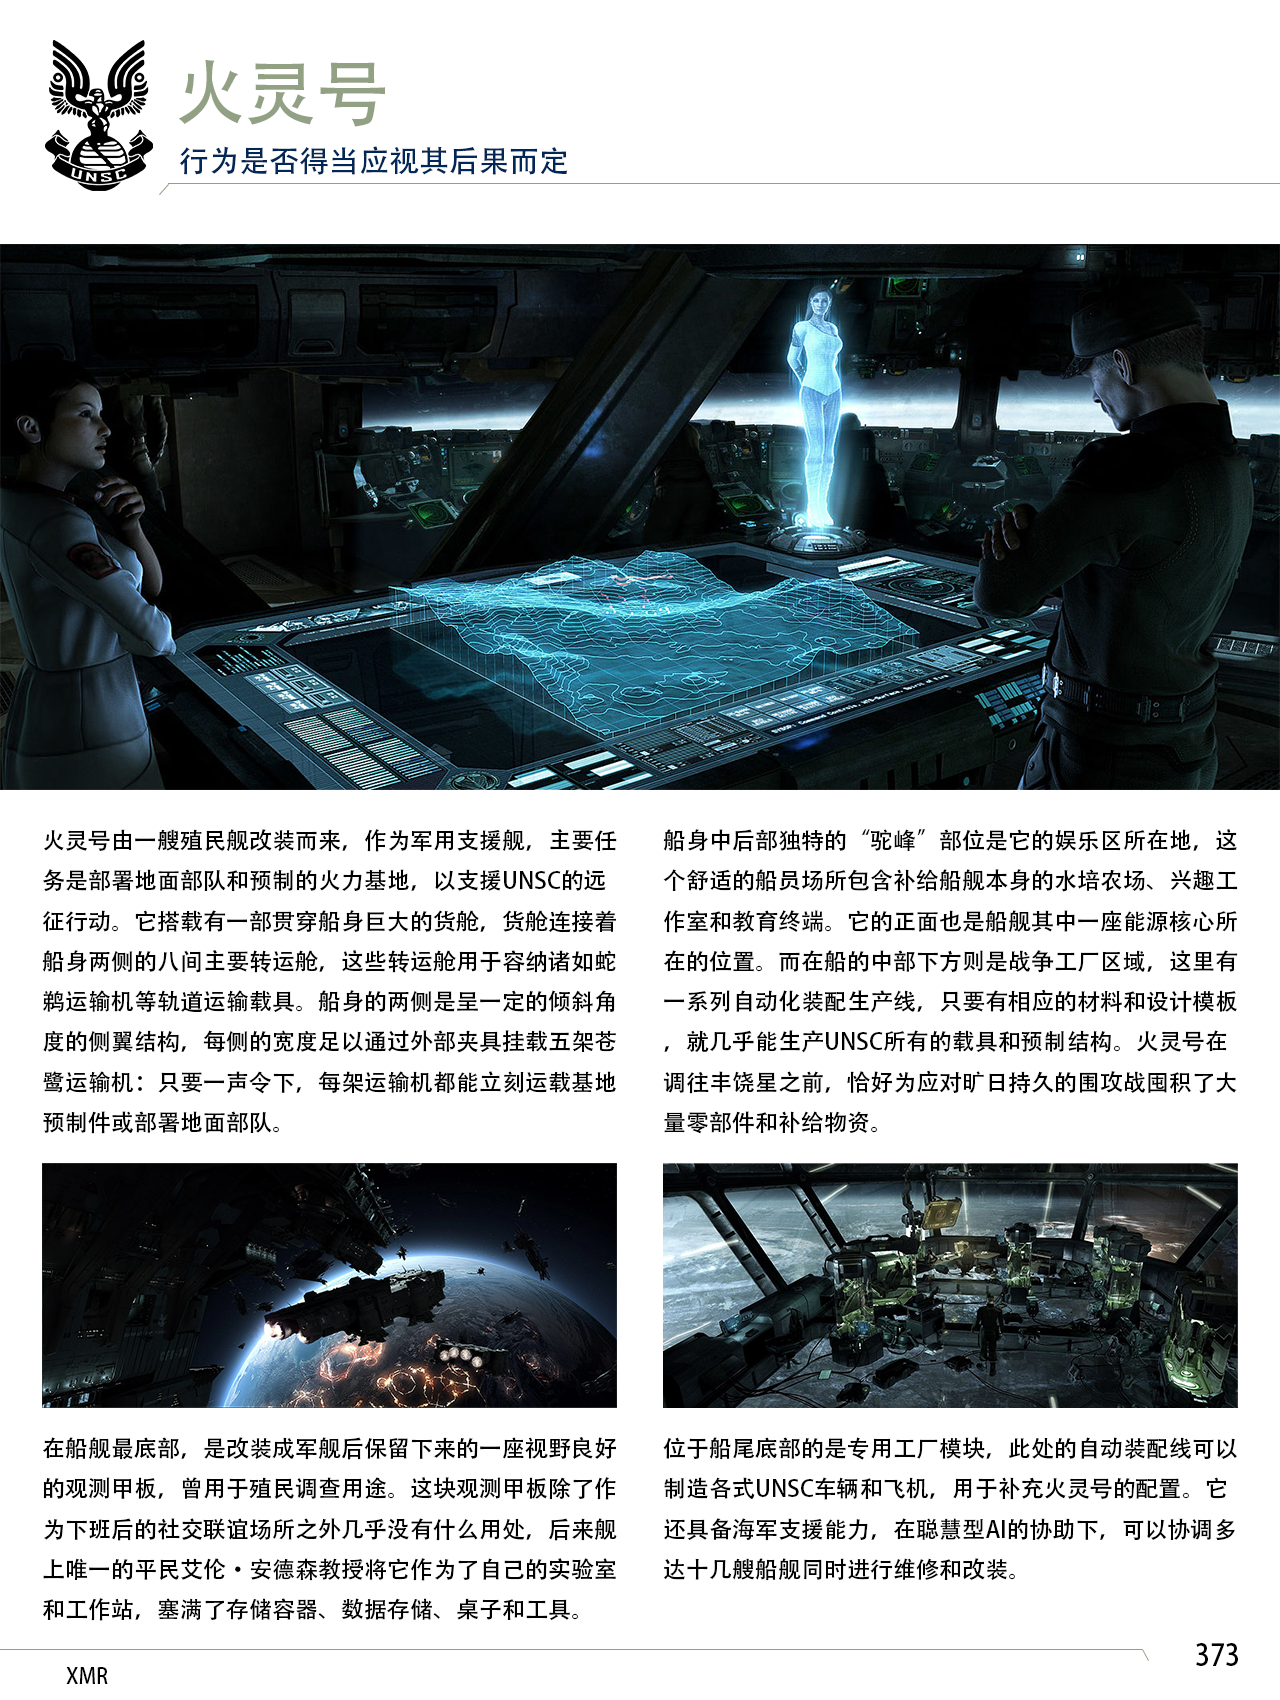 火灵号
行为是否得当应视其后果而定
UNSC
火灵号由一艘殖民舰改装而来，作为军用支援舰，主要任
务是部署地面部队和预制的火力基地，以支援UNSC的远
征行动。它搭载有一部贯穿船身巨大的货舱，货舱连接着
船身两侧的八间主要转运舱，这些转运舱用于容纳诸如蛇
鹈运输机等轨道运输载具。船身的两侧是呈一定的倾斜角
度的侧翼结构，每侧的宽度足以通过外部夹具挂载五架苍
鹭运输机：只要一声令下，每架运输机都能立刻运载基地
预制件或部署地面部队。
在船舰最底部，是改装成军舰后保留下来的一座视野良好
的观测甲板，曾用于殖民调查用途。这块观测甲板除了作
为下班后的社交联谊场所之外几乎没有什么用处，后来舰
上唯一的平民艾伦·安德森教授将它作为了自己的实验室
和工作站，塞满了存储容器、数据存储、桌子和工具。
船身中后部独特的“驼峰”部位是它的娱乐区所在地，这
个舒适的船员场所包含补给船舰本身的水培农场、兴趣工
作室和教育终端。它的正面也是船舰其中一座能源核心所
在的位置。而在船的中部下方则是战争工厂区域，这里有
一系列自动化装配生产线，只要有相应的材料和设计模板
，就几乎能生产UNSC所有的载具和预制结构。火灵号在
调往丰饶星之前，恰好为应对旷日持久的围攻战囤积了大
量零部件和补给物资。
位于船尾底部的是专用工厂模块，此处的自动装配线可以
制造各式UNSC车辆和飞机，用于补充火灵号的配置。它
还具备海军支援能力，在聪慧型AI的协助下，可以协调多
达十几艘船舰同时进行维修和改装。
373
XMR